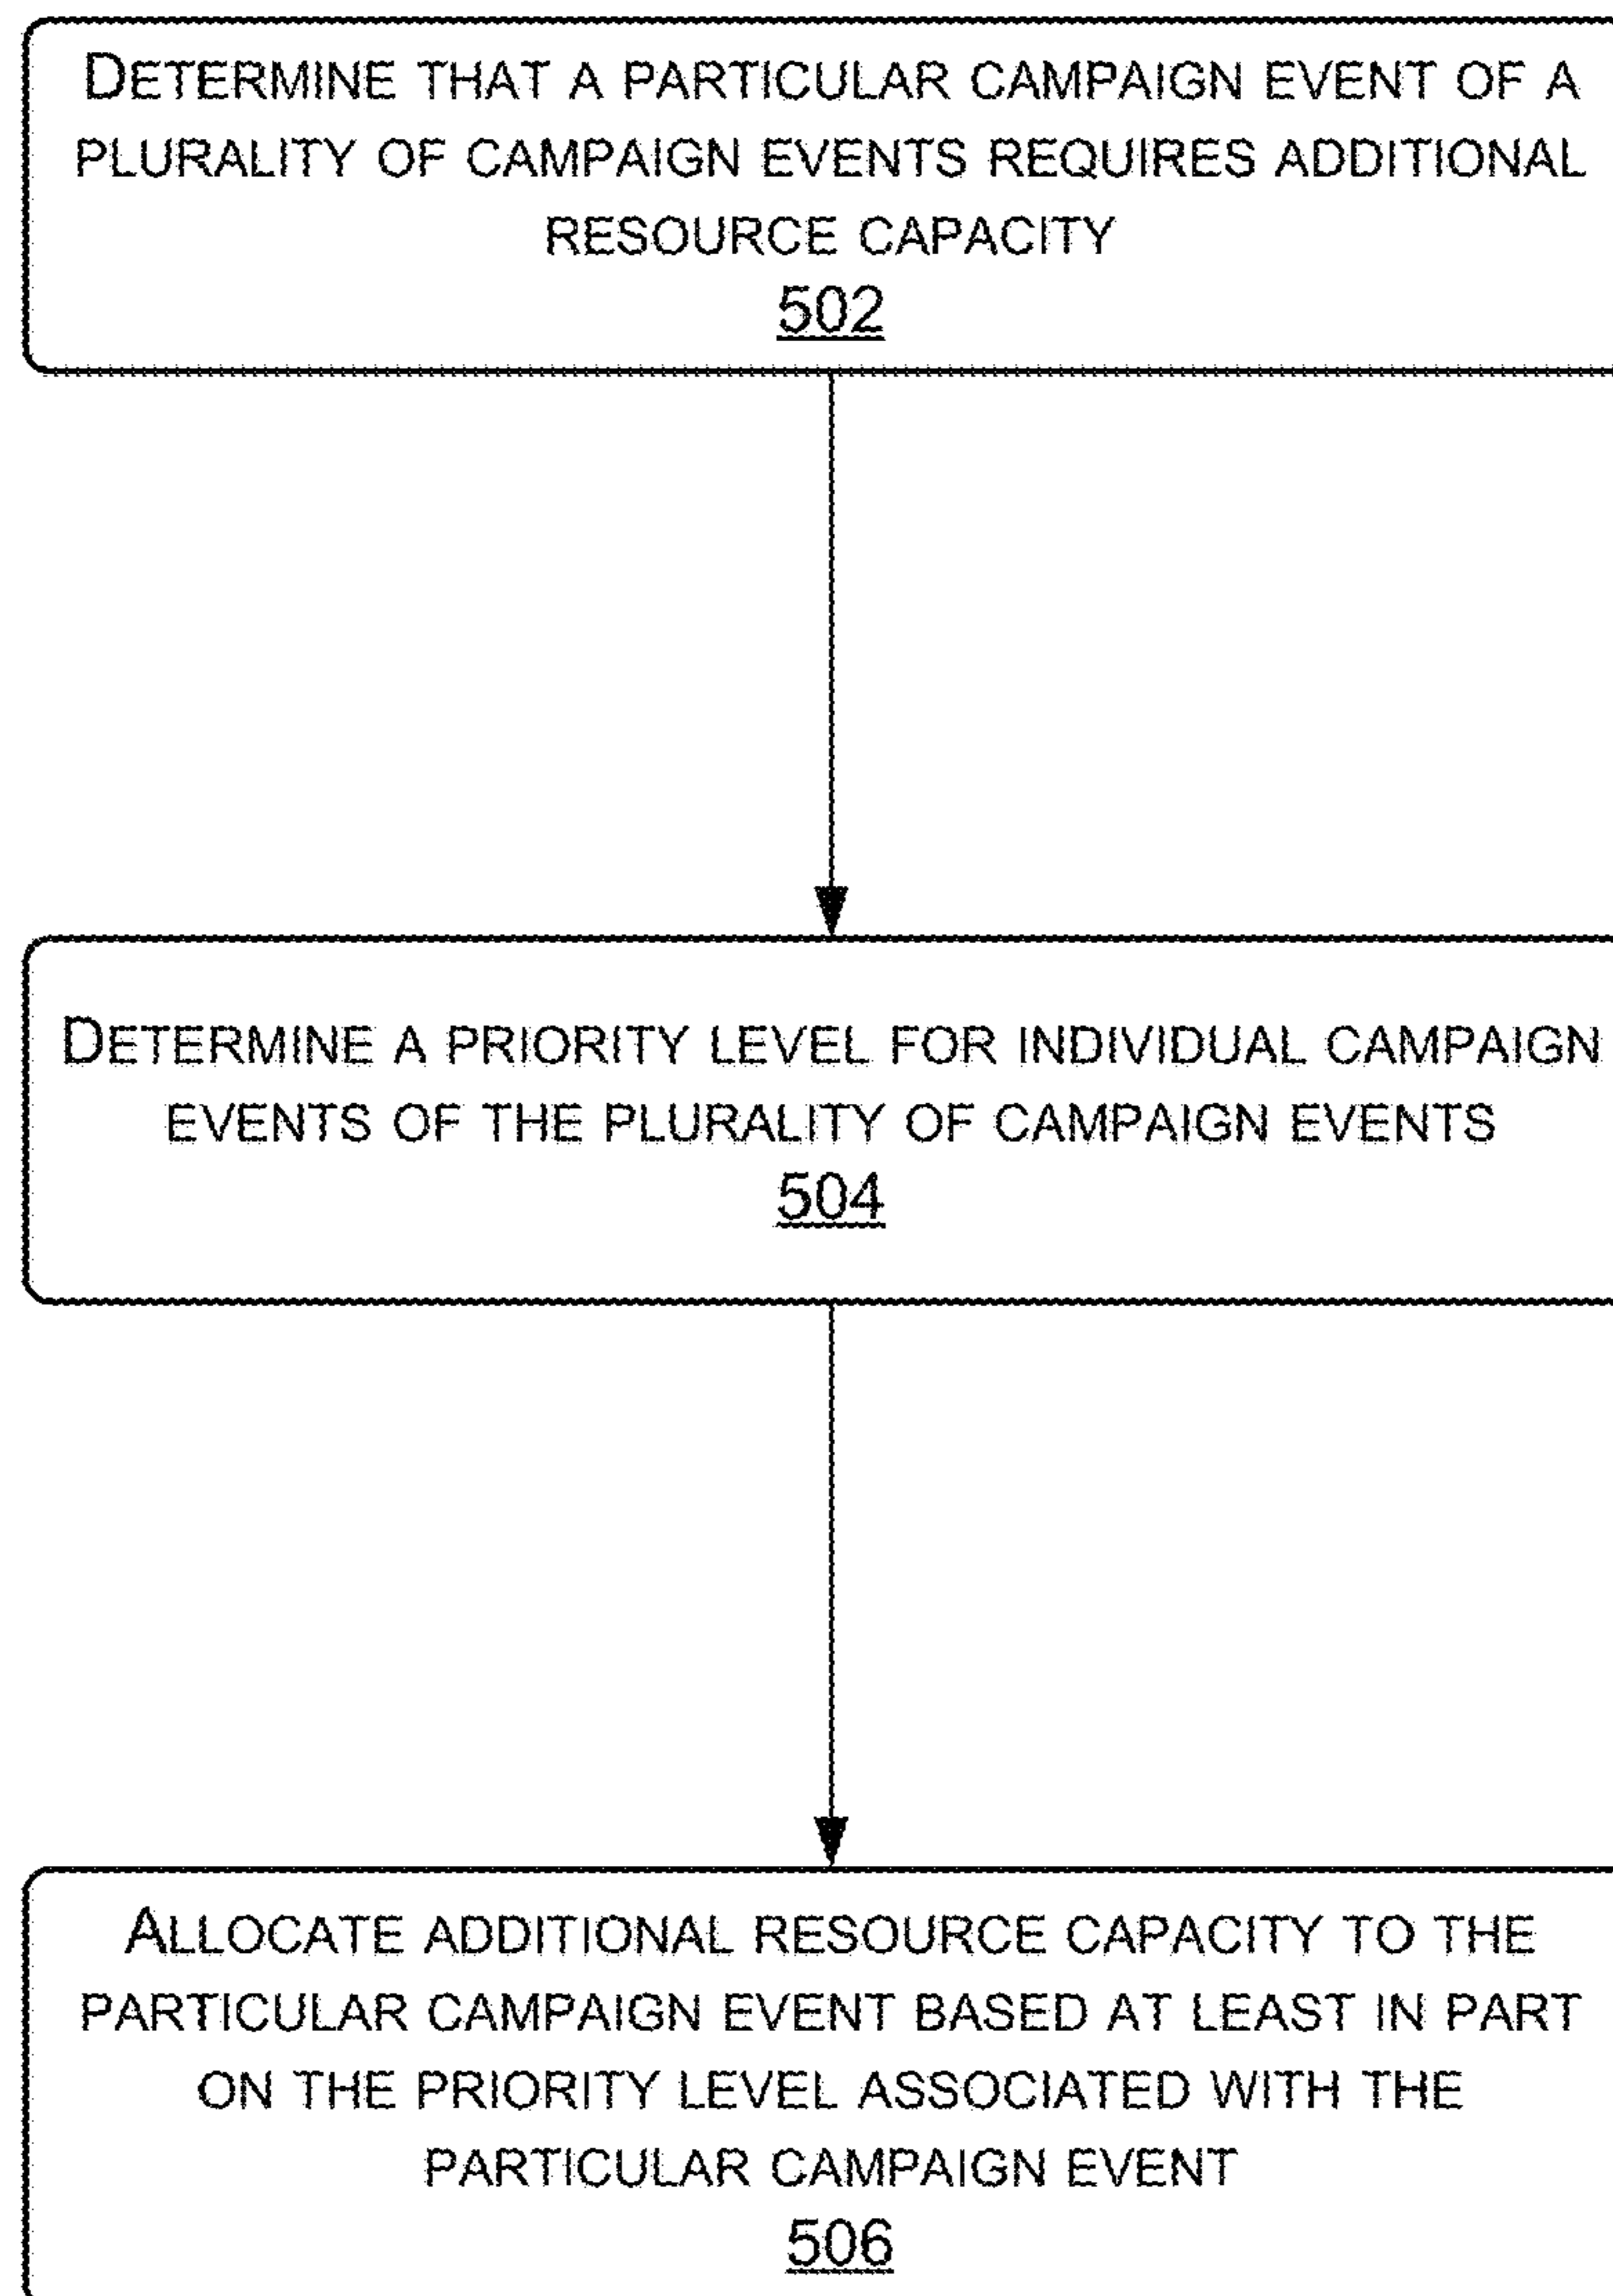 DETERMINE THAT A PARTICULAR CAMPAIGN EVENT OF A
PLURALITY OF CAMPAIGN EVENTS REQUIRES ADDITIONAL
RESOURCE CAPACITY
502
DETERMINE A PRIORITY LEVEL FOR INDIVIDUAL CAMPAIGN
EVENTS OF THE PLURALITY OF CAMPAIGN EVENTS
504
ALLOCATE ADDITIONAL RESOURCE CAPACITY TO THE
PARTICULAR CAMPAIGN EVENT BASED AT LEAST IN PART
ON THE PRIORITY LEVEL ASSOCIATED WITH THE
PARTICULAR CAMPAIGN EVENT
506